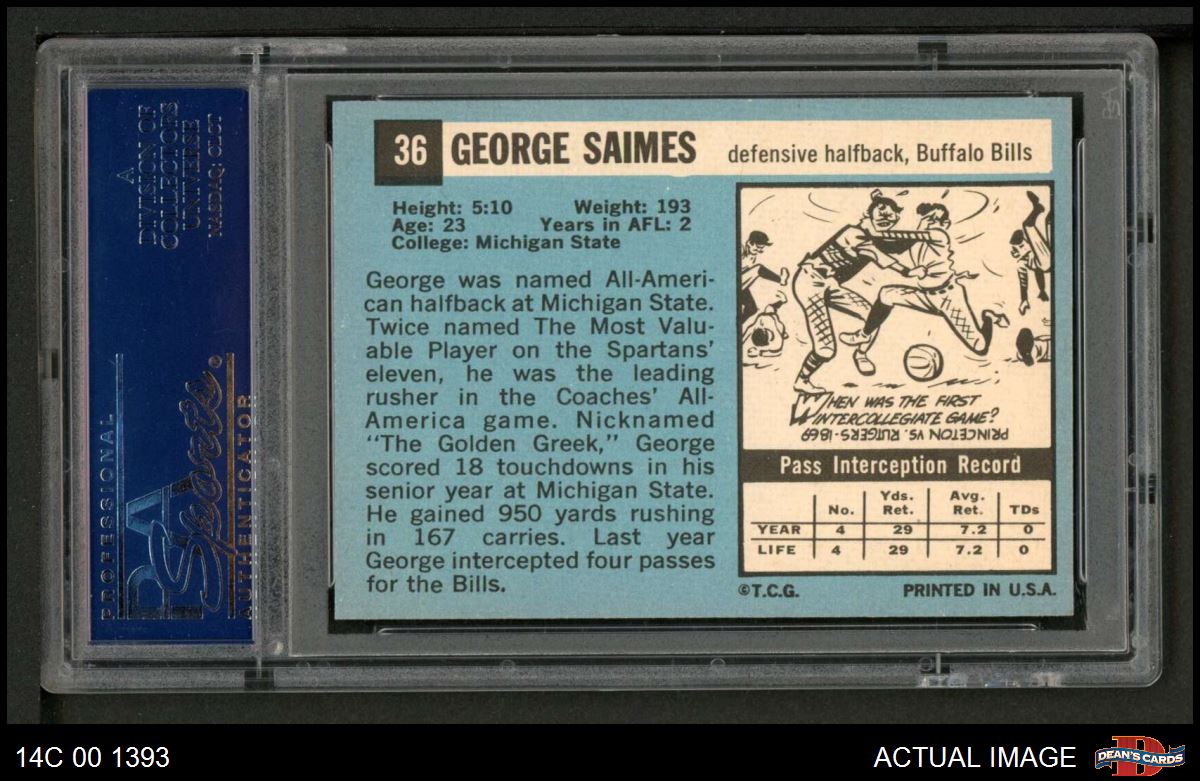 A
DIVISION OF
COLLECTORS
UNIVERSE
NASDAQ: CLCT
PROFESSIONAL
PSA
Sports
AUTHENTICATOR
36 GEORGE SAIMES defensive halfback, Buffalo Bills
Height: 5:10 Weight: 193
Age: 23 Years in AFL: 2
College: Michigan State
George was named All-Ameri-
can halfback at Michigan State.
Twice named The Most Valu-
able Player on the Spartans'
eleven, he was the leading
rusher in the Coaches' All-
America game. Nicknamed
"The Golden Greek," George
scored 18 touchdowns in his
senior year at Michigan State.
He gained 950 yards rushing
in 167 carries. Last year
George intercepted four passes
for the Bills.
WHEN WAS THE FIRST
INTERCOLLEGIATE GAME?
PRINCETON VS. RUTGERS-1869
Pass Interception Record
No. Yds. Ret. Avg. Ret. TDs
YEAR 4 29 7.2 0
LIFE 4 29 7.2 0
©T.C.G. PRINTED IN U.S.A.
14C 00 1393 ACTUAL IMAGE
D
DEAN'S CARDS